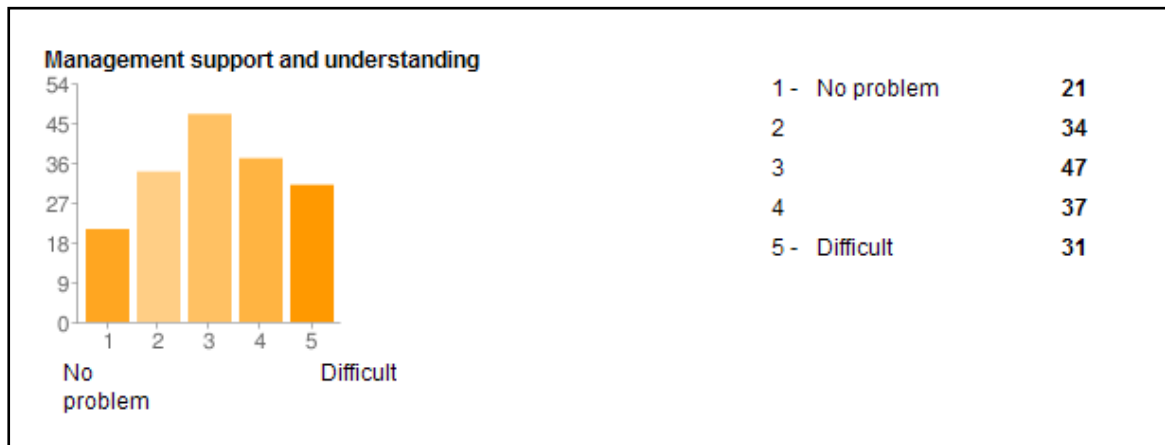 Management support and understanding
54
45
36
27
18
9
0
1 2 3 4 5
No problem
Difficult
1 - No problem 21
2 34
3 47
4 37
5 - Difficult 31